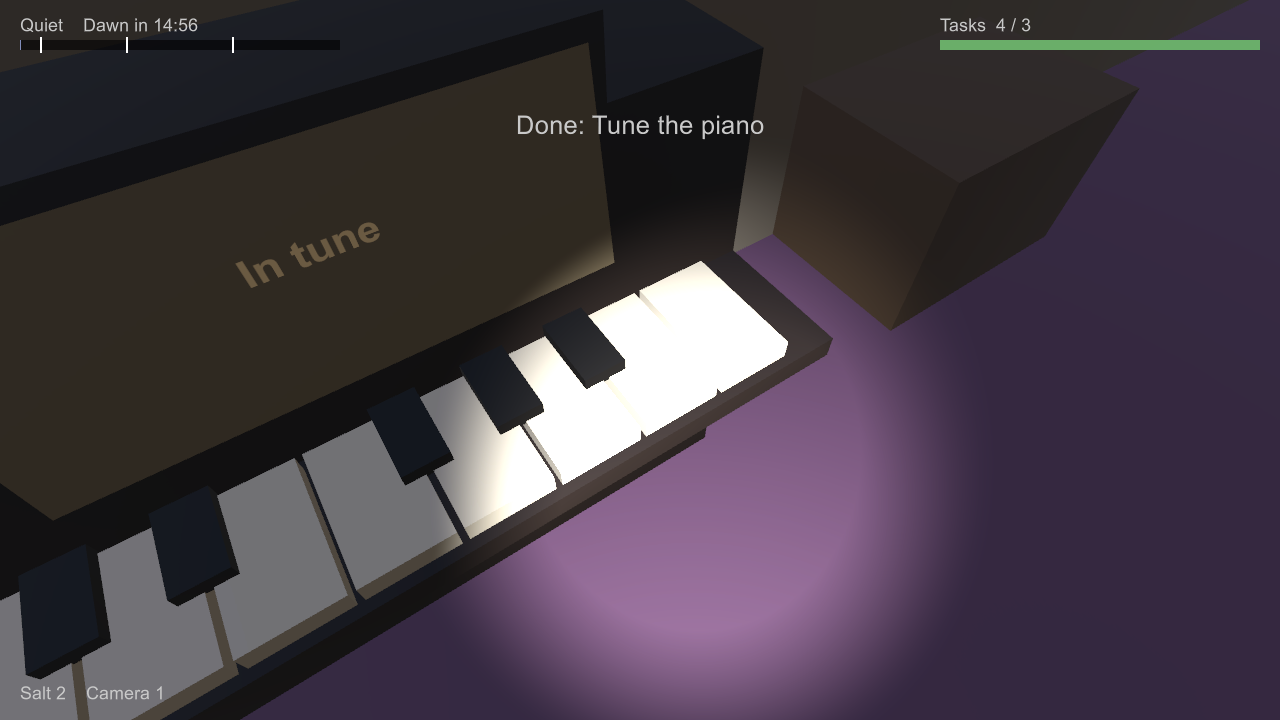 Quiet Dawn in 14:56
Tasks 4 / 3
Done: Tune the piano
In tune
Salt 2 Camera 1